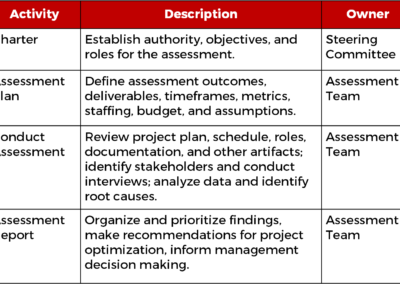 Activity Description Owner
harter Establish authority, objectives, and Steering
roles for the assessment. Committee
ssessment Define assessment outcomes, Assessment
lan deliverables, timeframes, metrics, Team
staffing, budget, and assumptions.
onduct Review project plan, schedule, roles, Assessment
ssessment documentation, and other artifacts; Team
identify stakeholders and conduct
interviews; analyze data and identify
root causes.
ssessment Organize and prioritize findings, Assessment
eport make recommendations for project Team
optimization, inform management
decision making.